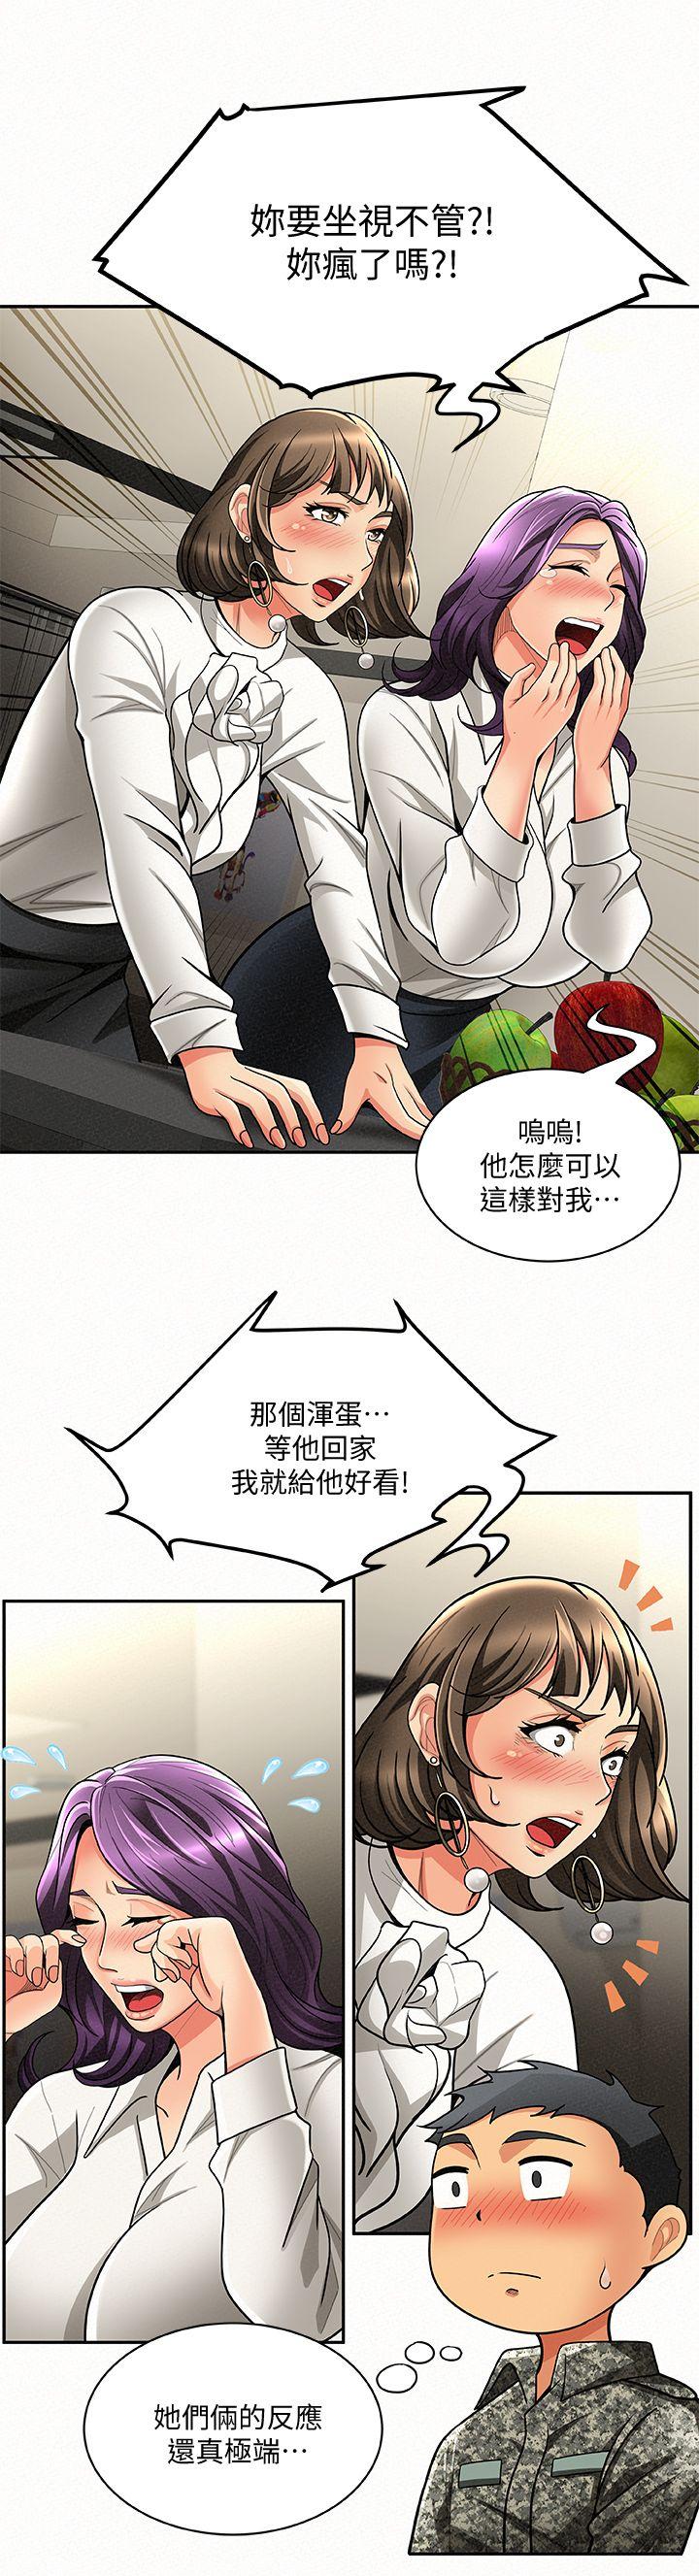 妳要坐視不管?!
妳瘋了嗎?!
嗚嗚!
他怎麼可以
這樣對我…
那個渾蛋…
等他回家
我就給他好看!
她們倆的反應
還真極端…